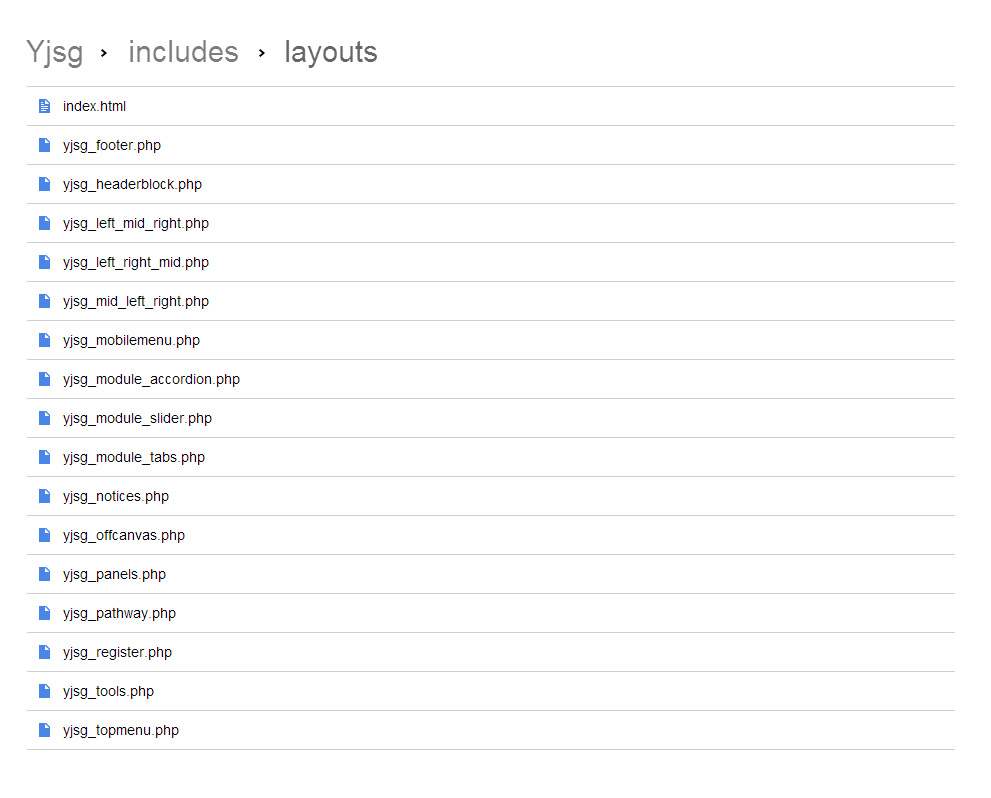 Yjsg › includes › layouts
index.html
yjsg_footer.php
yjsg_headerblock.php
yjsg_left_mid_right.php
yjsg_left_right_mid.php
yjsg_mid_left_right.php
yjsg_mobilemenu.php
yjsg_module_accordion.php
yjsg_module_slider.php
yjsg_module_tabs.php
yjsg_notices.php
yjsg_offcanvas.php
yjsg_panels.php
yjsg_pathway.php
yjsg_register.php
yjsg_tools.php
yjsg_topmenu.php